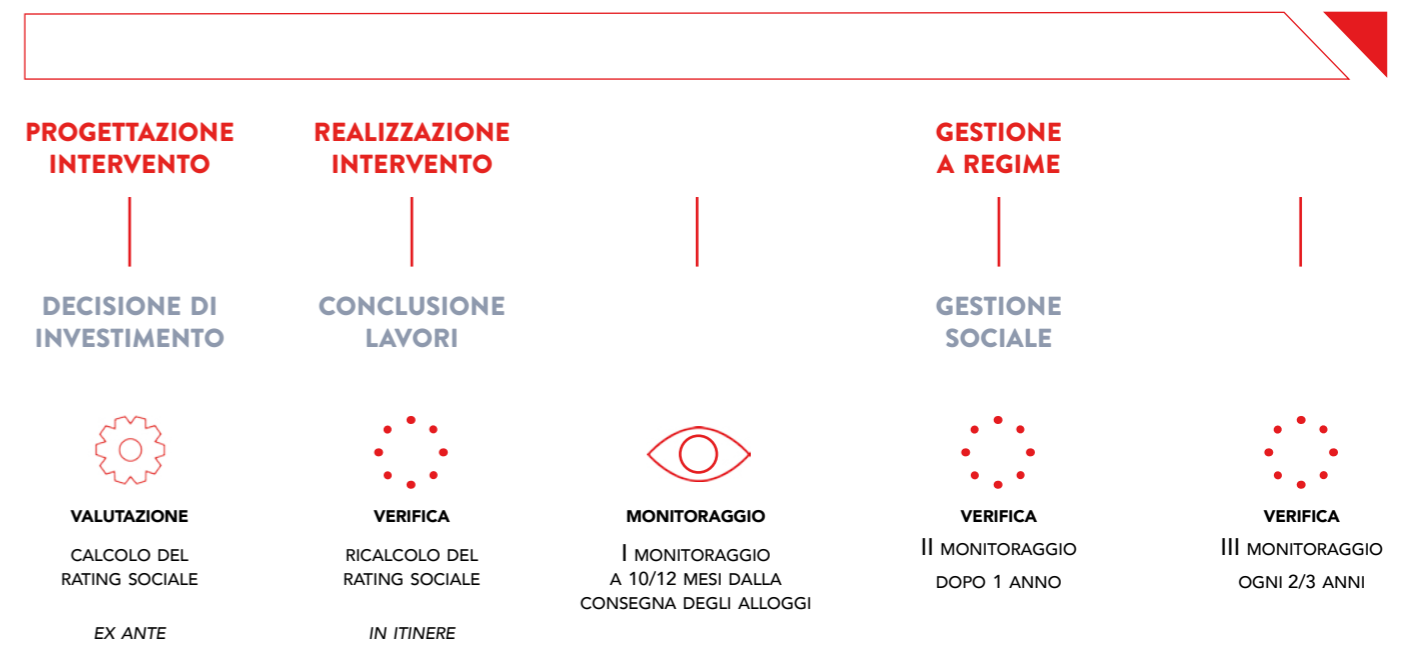 PROGETTAZIONE
INTERVENTO
REALIZZAZIONE
INTERVENTO
GESTIONE
A REGIME
DECISIONE DI
INVESTIMENTO
CONCLUSIONE
LAVORI
GESTIONE
SOCIALE
VALUTAZIONE
CALCOLO DEL
RATING SOCIALE
EX ANTE
VERIFICA
RICALCOLO DEL
RATING SOCIALE
IN ITINERE
MONITORAGGIO
I MONITORAGGIO
A 10/12 MESI DALLA
CONSEGNA DEGLI ALLOGGI
VERIFICA
II MONITORAGGIO
DOPO 1 ANNO
VERIFICA
III MONITORAGGIO
OGNI 2/3 ANNI